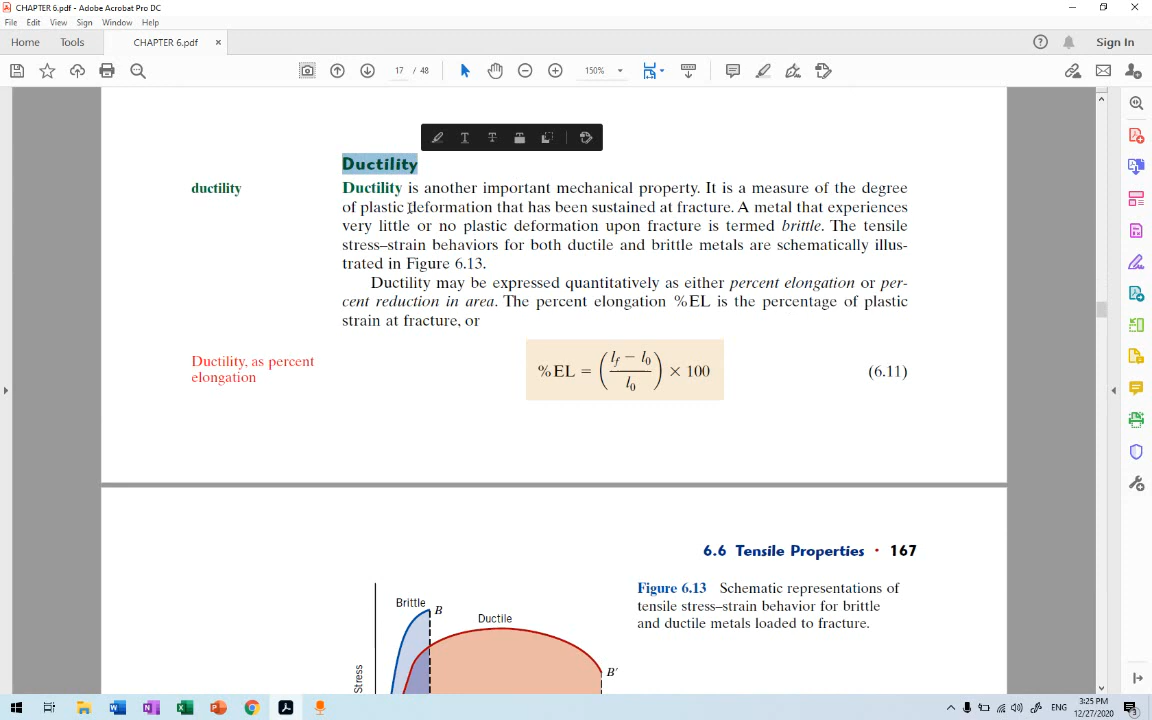 CHAPTER 6.pdf - Adobe Acrobat Pro DC
File Edit View Sign Window Help
Home Tools CHAPTER 6.pdf × Sign In
17 / 48 150%
Ductility
ductility
Ductility is another important mechanical property. It is a measure of the degree
of plastic deformation that has been sustained at fracture. A metal that experiences
very little or no plastic deformation upon fracture is termed brittle. The tensile
stress–strain behaviors for both ductile and brittle metals are schematically illus-
trated in Figure 6.13.
Ductility may be expressed quantitatively as either percent elongation or per-
cent reduction in area. The percent elongation %EL is the percentage of plastic
strain at fracture, or
Ductility, as percent
elongation
%EL = ( (l_f − l_0) / l_0 ) × 100 (6.11)
6.6 Tensile Properties • 167
Figure 6.13 Schematic representations of
tensile stress–strain behavior for brittle
and ductile metals loaded to fracture.
Brittle B
Ductile
B′
Stress
ENG 3:25 PM
12/27/2020 3